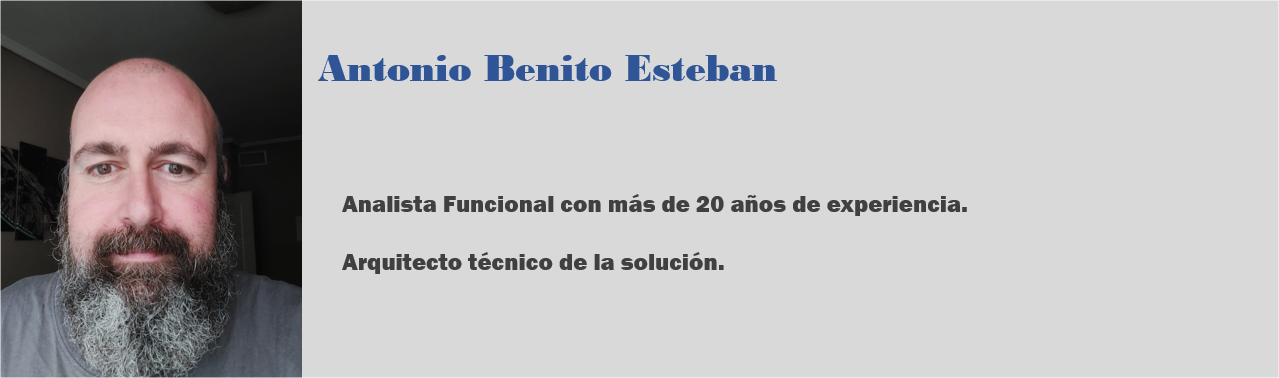 Antonio Benito Esteban
Analista Funcional con más de 20 años de experiencia.
Arquitecto técnico de la solución.